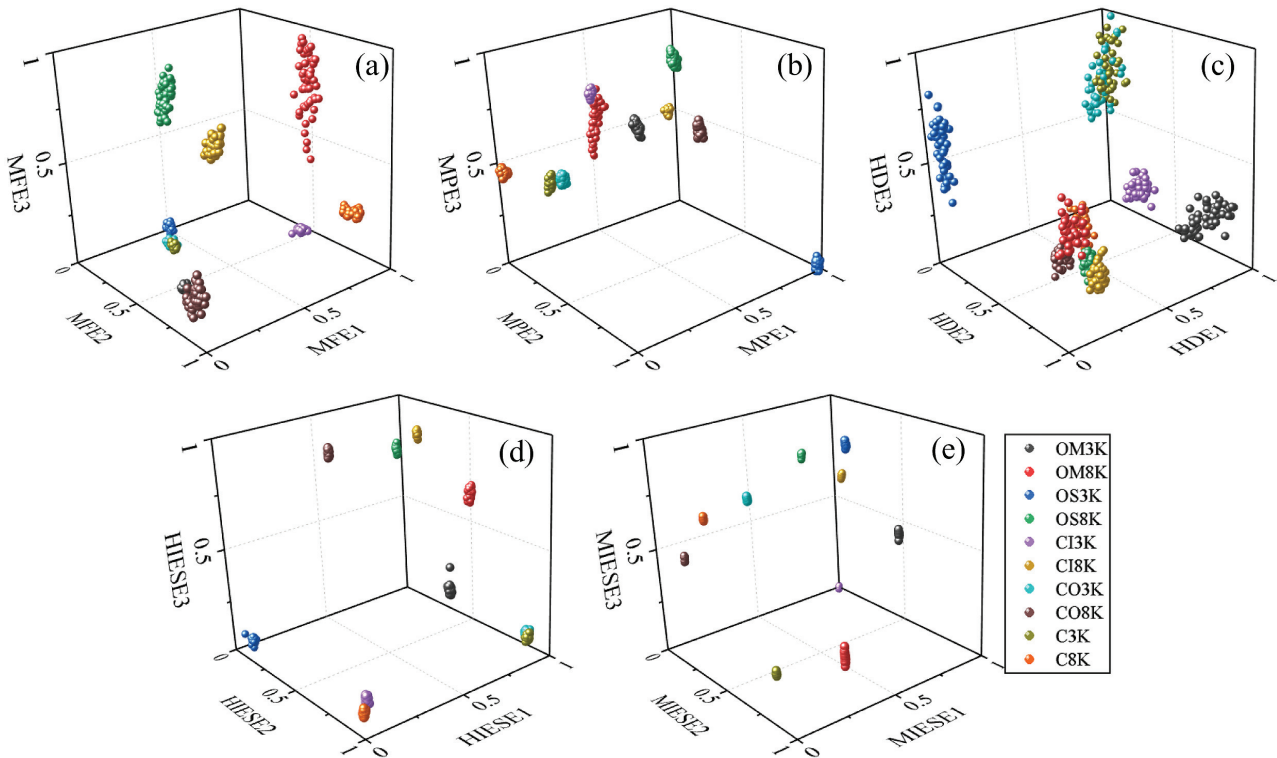 (a)
1
0.5
MFE3
0
0.5
1
MFE2
0
0.5
1
MFE1
(b)
1
0.5
MPE3
0
0.5
1
MPE2
0
0.5
1
MPE1
(c)
1
0.5
HDE3
0
0.5
1
HDE2
0
0.5
1
HDE1
(d)
1
0.5
HIESE3
0
0.5
1
HIESE2
0
0.5
1
HIESE1
(e)
1
0.5
MIESE3
0
0.5
1
MIESE2
0
0.5
1
MIESE1
OM3K
OM8K
OS3K
OS8K
CI3K
CI8K
CO3K
CO8K
C3K
C8K